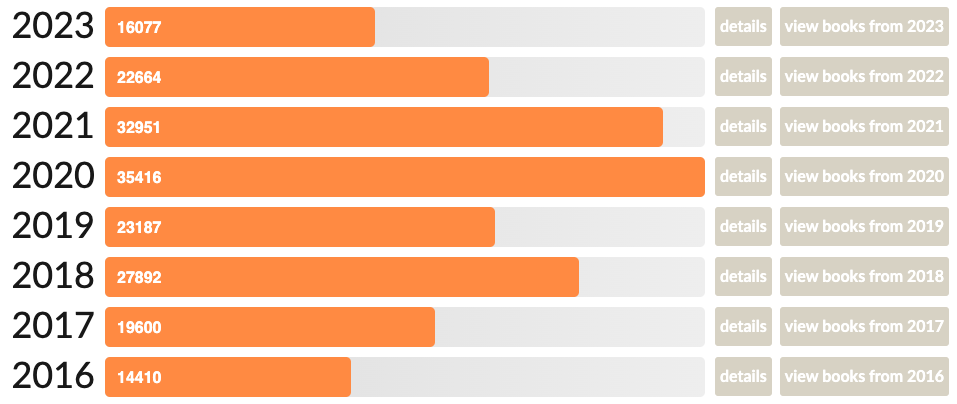 2023 16077 details view books from 2023
2022 22664 details view books from 2022
2021 32951 details view books from 2021
2020 35416 details view books from 2020
2019 23187 details view books from 2019
2018 27892 details view books from 2018
2017 19600 details view books from 2017
2016 14410 details view books from 2016